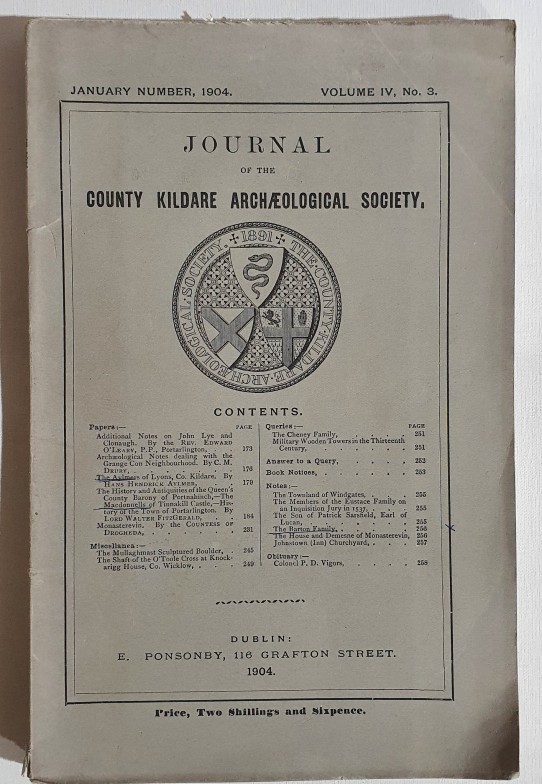 JANUARY NUMBER, 1904. VOLUME IV, No. 3.
JOURNAL
OF THE
COUNTY KILDARE ARCHÆOLOGICAL SOCIETY.
1891 THE·COUNTY·KILDARE·ARCHÆOLOGICAL·SOCIETY.
CONTENTS.
Papers:— PAGE
Additional Notes on John Lye and
Clonaugh. By the REV. EDWARD
O'LEARY, P.P., Portarlington, . . 173
Archæological Notes dealing with the
Grange Con Neighbourhood. By C. M.
DRURY, . . . . . 176
The Aylmers of Lyons, Co. Kildare. By
HANS HENDRICK AYLMER, . . 179
The History and Antiquities of the Queen's
County Barony of Portnahinch,—The
Macdonnells of Tinnakill Castle,—His-
tory of the Town of Portarlington. By
LORD WALTER FITZGERALD, . . 194
Monasterevin. By the COUNTESS OF
DROGHEDA, . . . . . 231
Miscellanea:—
The Mullaghmast Sculptured Boulder, . 245
The Shaft of the O'Toole Cross at Knock-
arigg House, Co. Wicklow, . . . . 249
Queries:— PAGE
The Cheney Family, . . . . . 251
Military Wooden Towers in the Thirteenth
Century, . . . . . 251
Answer to a Query, . . . . . 252
Book Notices, . . . . . 253
Notes:—
The Townland of Windgates, . . . 255
The Members of the Eustace Family on
an Inquisition Jury in 1537, . . . 255
The Son of Patrick Sarsfield, Earl of
Lucan, . . . . . 255
The Barton Family, . . . . . 256
The House and Demesne of Monasterevin, 256
Johnstown (Inn) Churchyard, . . . 257
Obituary:—
Colonel P. D. Vigors, . . . . 258
DUBLIN:
E. PONSONBY, 116 GRAFTON STREET.
1904.
Price, Two Shillings and Sixpence.